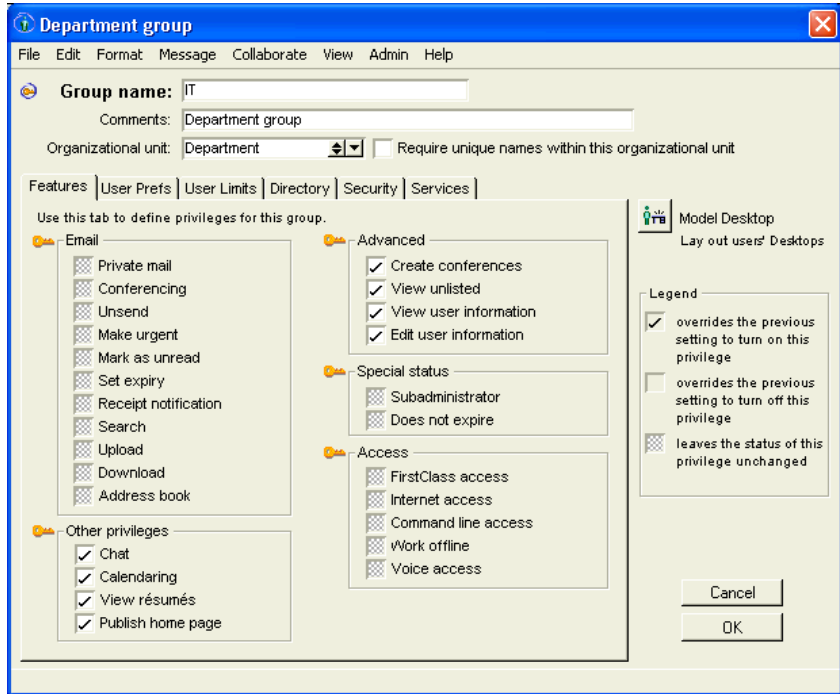 Department group
File Edit Format Message Collaborate View Admin Help
Group name: IT
Comments: Department group
Organizational unit: Department Require unique names within this organizational unit
Features User Prefs User Limits Directory Security Services
Use this tab to define privileges for this group.
Email
Private mail
Conferencing
Unsend
Make urgent
Mark as unread
Set expiry
Receipt notification
Search
Upload
Download
Address book
Other privileges
Chat
Calendaring
View résumés
Publish home page
Advanced
Create conferences
View unlisted
View user information
Edit user information
Special status
Subadministrator
Does not expire
Access
FirstClass access
Internet access
Command line access
Work offline
Voice access
Model Desktop
Lay out users' Desktops
Legend
overrides the previous
setting to turn on this
privilege
overrides the previous
setting to turn off this
privilege
leaves the status of this
privilege unchanged
Cancel
OK